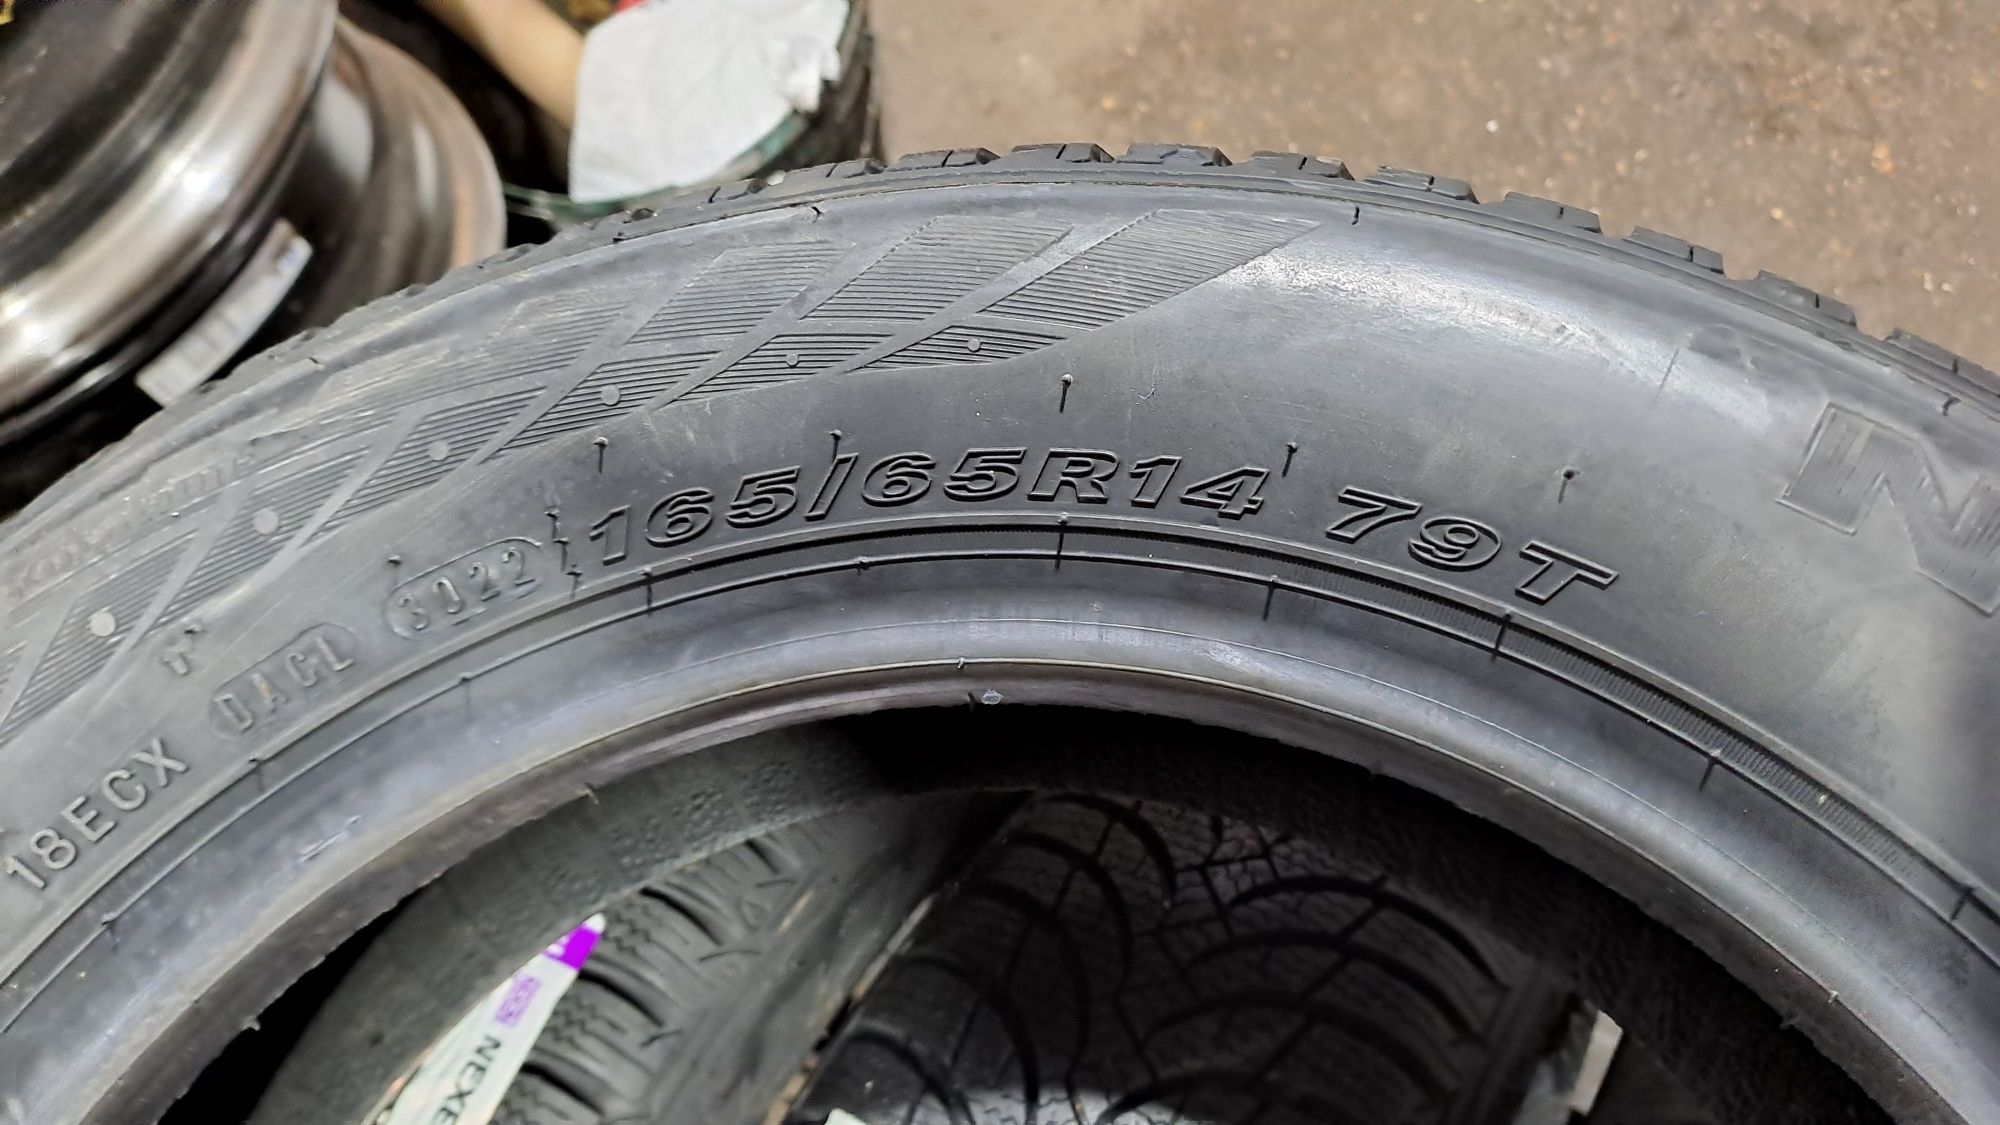 165/65R14 79T
3022
DACL
18ECX
N
NEXE